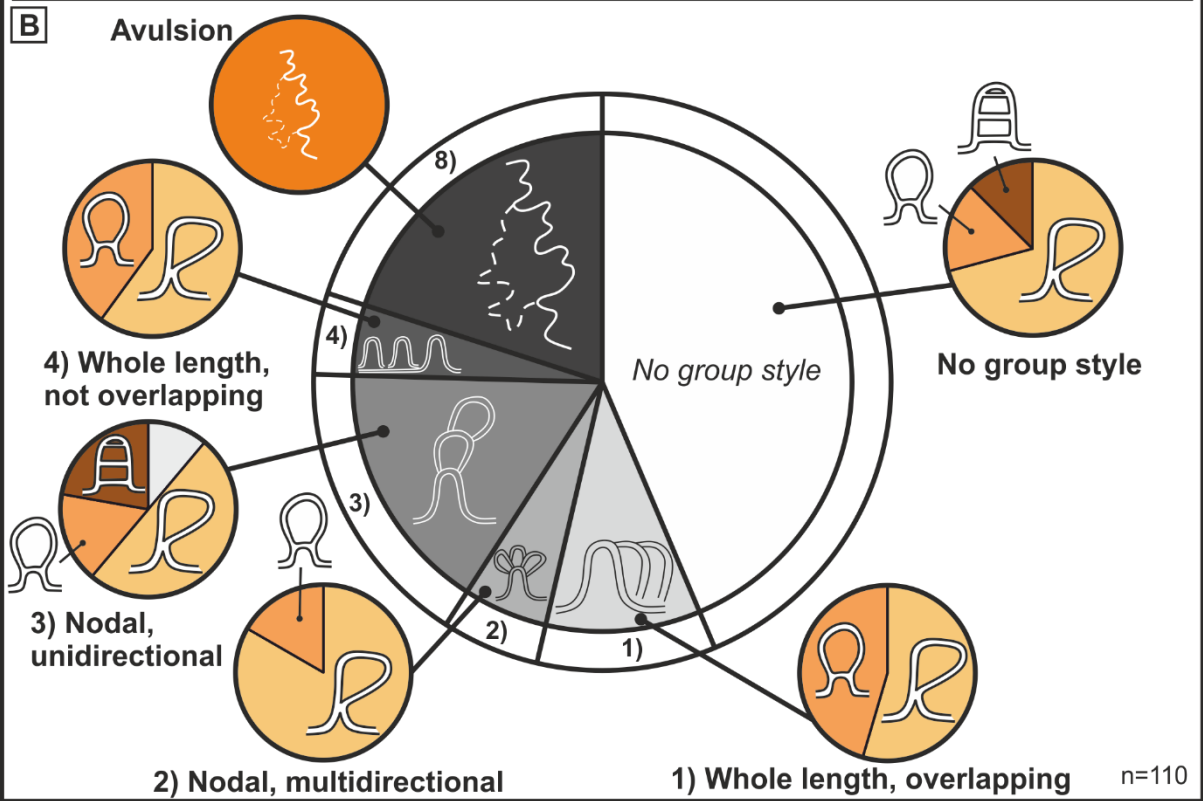 B
Avulsion
8)
4) Whole length,
not overlapping
4)
No group style
No group style
3)
3) Nodal,
unidirectional
2)
1)
2) Nodal, multidirectional
1) Whole length, overlapping
n=110